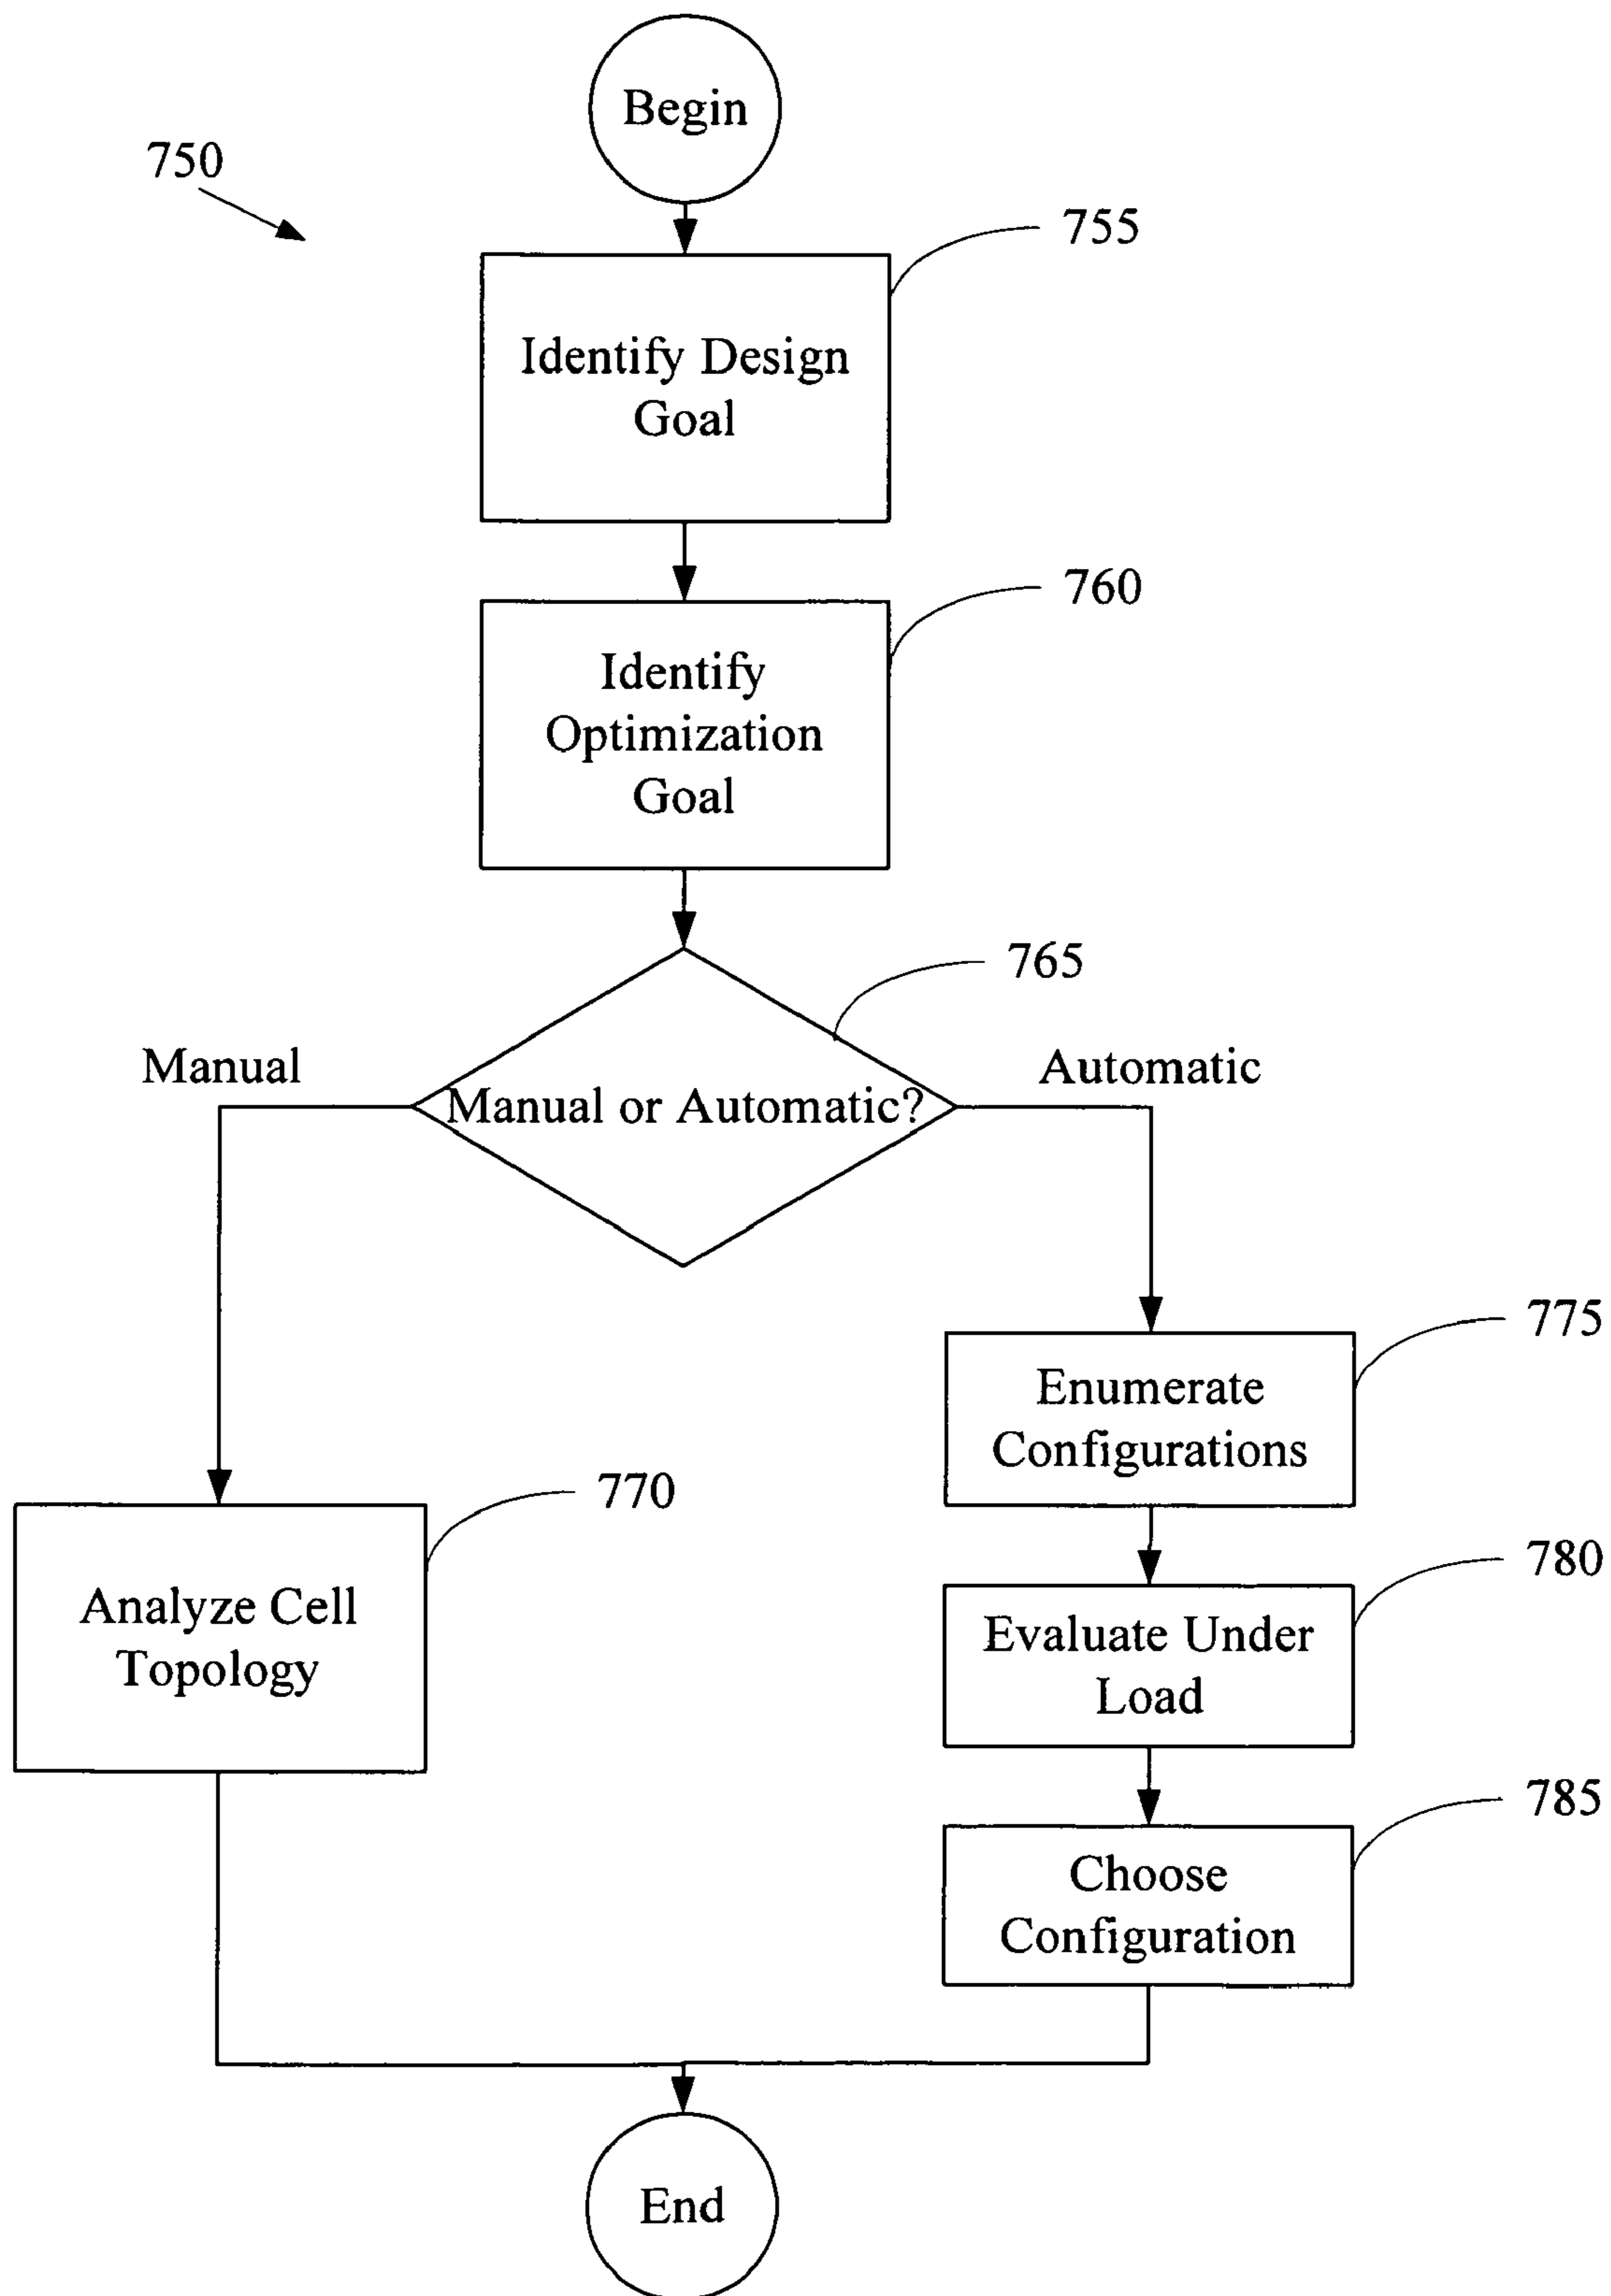 Begin
750
755
Identify Design
Goal
760
Identify
Optimization
Goal
765
Manual
Automatic
Manual or Automatic?
775
Enumerate
Configurations
770
Analyze Cell
Topology
780
Evaluate Under
Load
785
Choose
Configuration
End